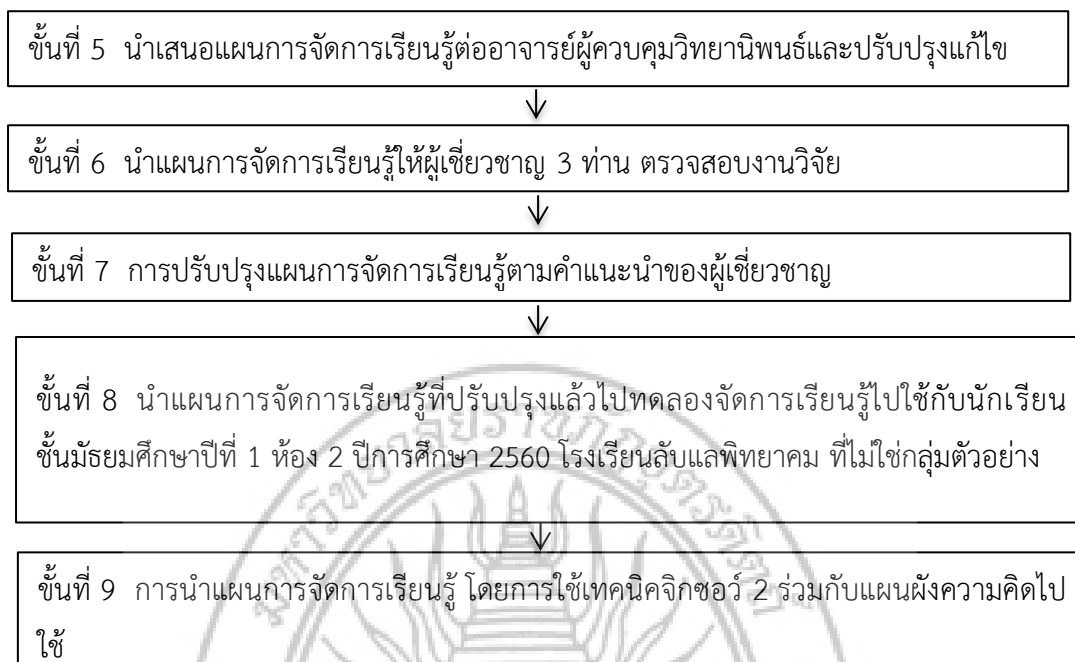 ขั้นที่ 5 นำเสนอแผนการจัดการเรียนรู้ต่ออาจารย์ผู้ควบคุมวิทยานิพนธ์และปรับปรุงแก้ไข
ขั้นที่ 6 นำแผนการจัดการเรียนรู้ให้ผู้เชี่ยวชาญ 3 ท่าน ตรวจสอบงานวิจัย
ขั้นที่ 7 การปรับปรุงแผนการจัดการเรียนรู้ตามคำแนะนำของผู้เชี่ยวชาญ
ขั้นที่ 8 นำแผนการจัดการเรียนรู้ที่ปรับปรุงแล้วไปทดลองจัดการเรียนรู้ไปใช้กับนักเรียน
ชั้นมัธยมศึกษาปีที่ 1 ห้อง 2 ปีการศึกษา 2560 โรงเรียนลับแลพิทยาคม ที่ไม่ใช่กลุ่มตัวอย่าง
ขั้นที่ 9 การนำแผนการจัดการเรียนรู้ โดยการใช้เทคนิคจิกซอว์ 2 ร่วมกับแผนผังความคิดไป
ใช้